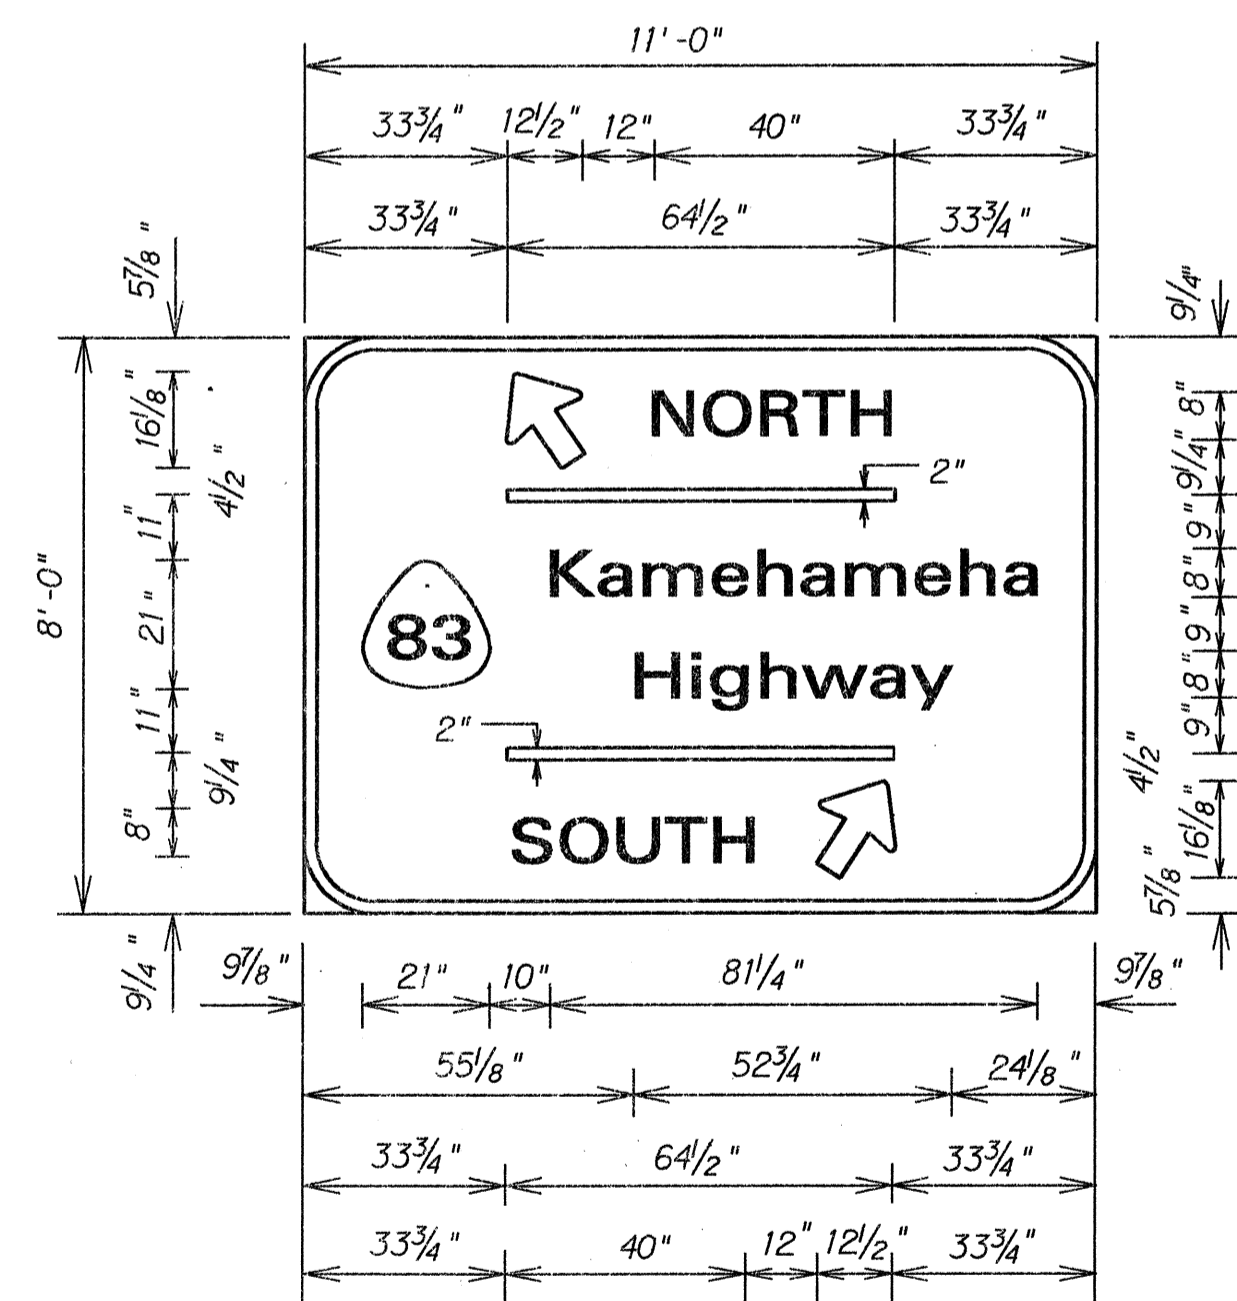 11'-0"
33¾" 12½" 12" 40" 33¾"
33¾" 64½" 33¾"
5⅞" 9¼"
16⅛" 4½" NORTH 8"
2" 9¼"
11" 9"
8'-0" 21" Kamehameha 8"
83 9"
Highway 8"
11" 2" 9"
9¼" 4½"
8" SOUTH 16⅛"
5⅞"
9¼" 9⅞" 21" 10" 81¼" 9⅞"
55⅛" 52¾" 24⅛"
33¾" 64½" 33¾"
33¾" 40" 12" 12½" 33¾"